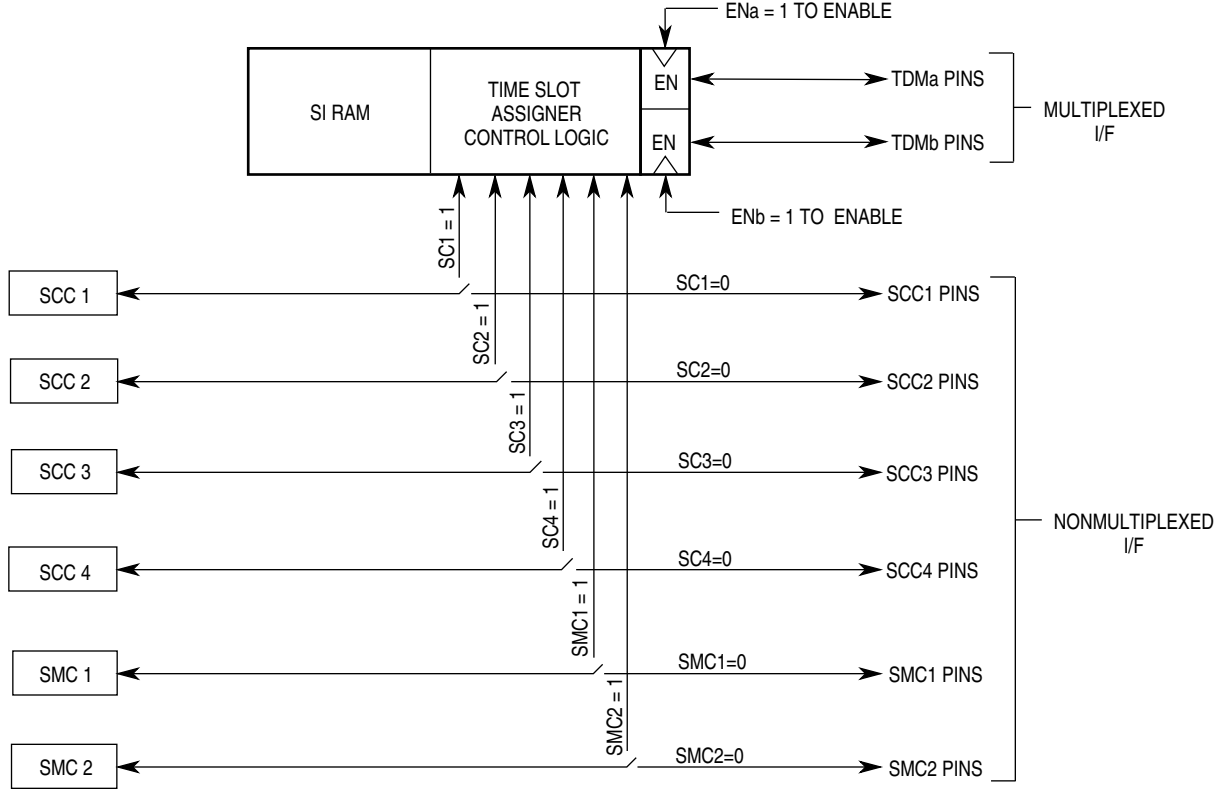 ENa = 1 TO ENABLE
SI RAM
TIME SLOT
ASSIGNER
CONTROL LOGIC
EN
EN
TDMa PINS
TDMb PINS
MULTIPLEXED
I/F
ENb = 1 TO ENABLE
SC1 = 1
SCC 1
SC1=0
SCC1 PINS
SC2 = 1
SCC 2
SC2=0
SCC2 PINS
SC3 = 1
SCC 3
SC3=0
SCC3 PINS
SC4 = 1
NONMULTIPLEXED
I/F
SCC 4
SC4=0
SCC4 PINS
SMC1 = 1
SMC 1
SMC1=0
SMC1 PINS
SMC2 = 1
SMC 2
SMC2=0
SMC2 PINS